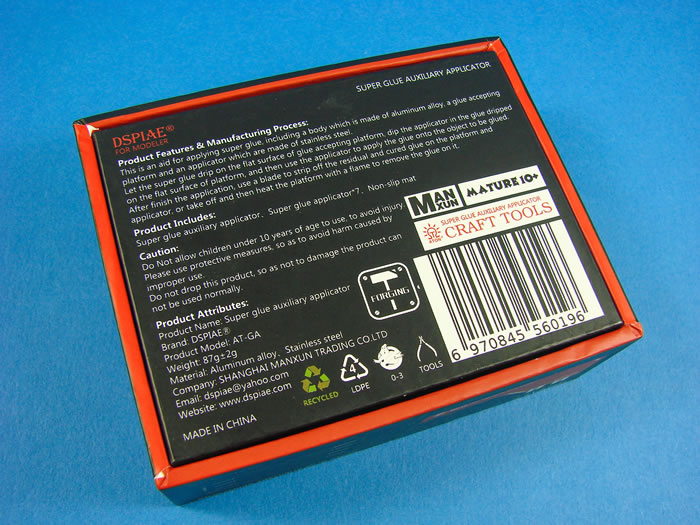 SUPER GLUE AUXILIARY APPLICATOR
DSPIAE®
FOR MODELER
Product Features & Manufacturing Process:
This is an aid for applying super glue, including a body which is made of aluminum alloy, a glue accepting
platform and an applicator which are made of stainless steel.
Let the super glue drip on the flat surface of glue accepting platform, dip the applicator in the glue dripped
on the flat surface of platform, and then use the applicator to apply the glue onto the object to be glued.
After finish the application, use a blade to strip off the residual and cured glue on the platform and
applicator, or take off and then heat the platform with a flame to remove the glue on it.
Product Includes:
Super glue auxiliary applicator、Super glue applicator*7、Non-slip mat
Caution:
Do Not allow children under 10 years of age to use, to avoid injury.
Please use protective measures, so as to avoid harm caused by
improper use.
Do not drop this product, so as not to damage the product can
not be used normally.
Product Attributes:
Product Name: Super glue auxiliary applicator
Brand: DSPIAE®
Product Model: AT-GA
Weight: 87g±2g
Material: Aluminum alloy、Stainless steel
Company: SHANGHAI MANXUN TRADING CO.LTD
Email: dspiae@yahoo.com
Website: www.dspiae.com
MADE IN CHINA
MAN XUN
MATURE 10+
SUPER GLUE AUXILIARY APPLICATOR
CRAFT TOOLS
FORGING
RECYCLED
4
LDPE
0-3
TOOLS
6 970845 560196